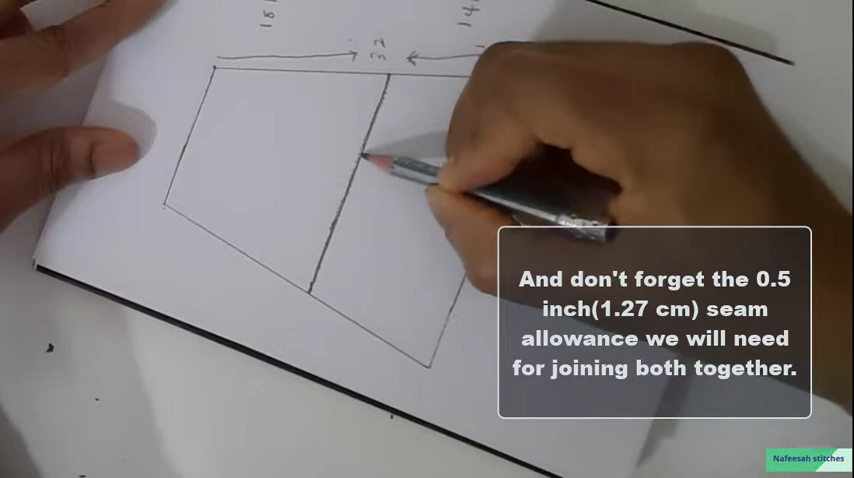 181
32
And don't forget the 0.5
inch(1.27 cm) seam
allowance we will need
for joining both together.
Nafeesah stitches